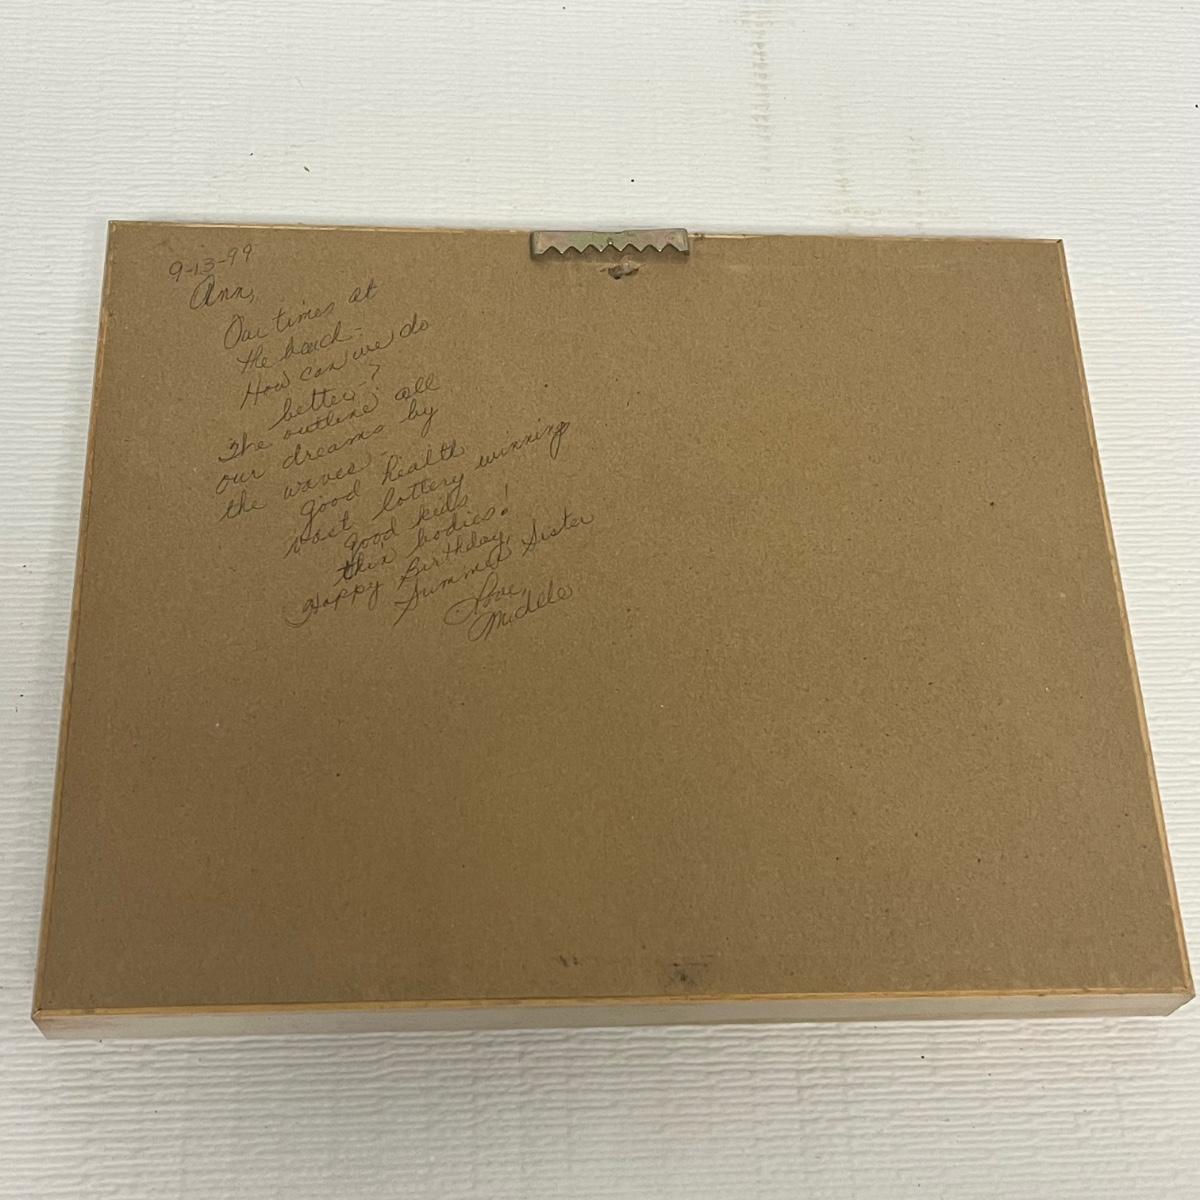 9-13-99
Ann,
Our times at
the beach -
How can we do
better?
The outline all
our dreams by
the waves -
good health
vast lottery winning
good kids
thin bodies!
Happy Birthday,
Summer Sister
Love,
Michele